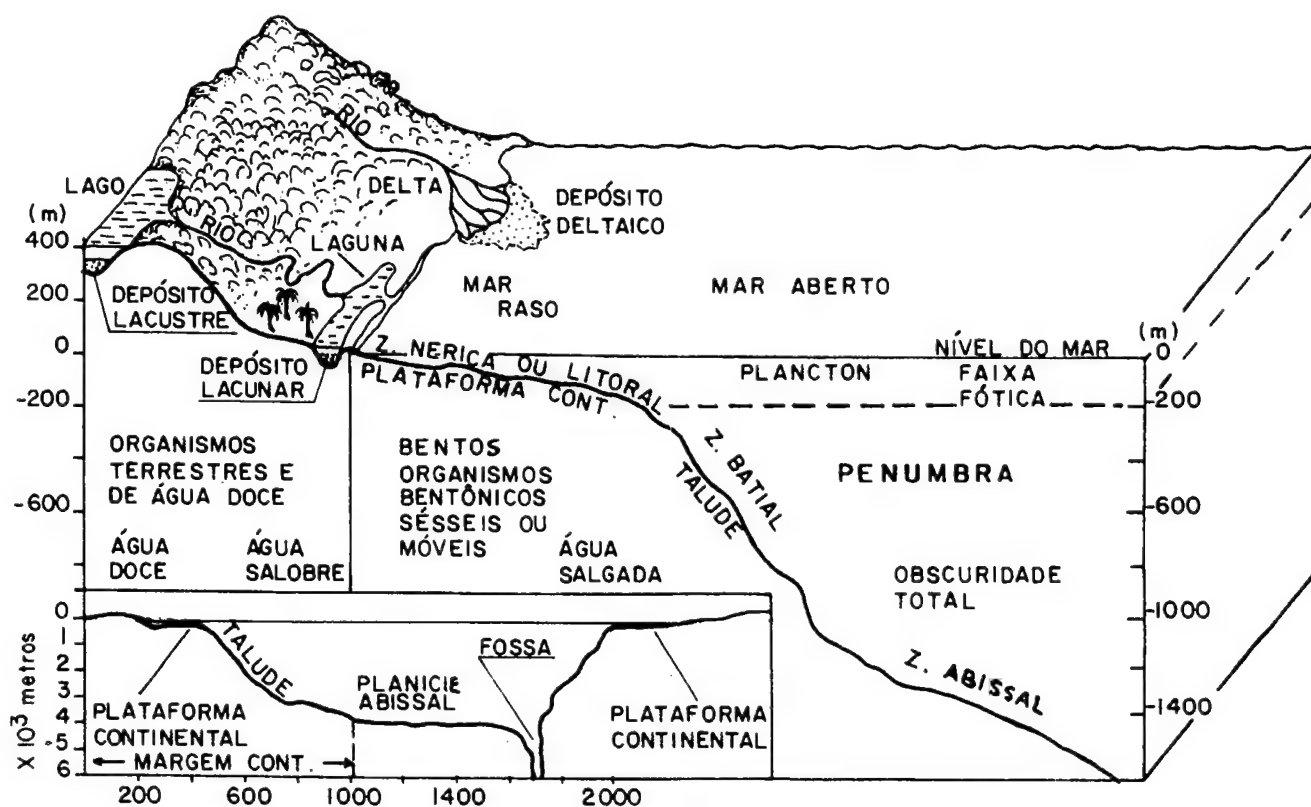 RIO
LAGO
(m)
DELTA
DEPÓSITO
DELTAICO
RIO
LAGUNA
400
200
0
-200
-600
DEPÓSITO
LACUSTRE
MAR
RASO
MAR ABERTO
DEPÓSITO
LACUNAR
Z. NERICA OU LITORAL
PLATAFORMA CONT.
NÍVEL DO MAR
(m)
0
PLANCTON
FAIXA
FÓTICA
-200
-600
-1000
-1400
ORGANISMOS
TERRESTRES E
DE ÁGUA DOCE
BENTOS
ORGANISMOS
BENTÔNICOS
SÉSSEIS OU
MÓVEIS
Z. BATIAL
TALUDE
PENUMBRA
ÁGUA
DOCE
ÁGUA
SALOBRE
ÁGUA
SALGADA
OBSCURIDADE
TOTAL
Z. ABISSAL
X 10³ metros
0
1
2
3
4
-5
6
TALUDE
FOSSA
PLANICIE
ABISSAL
PLATAFORMA
CONTINENTAL
PLATAFORMA
CONTINENTAL
MARGEM CONT.
200 600 1000 1400 2000